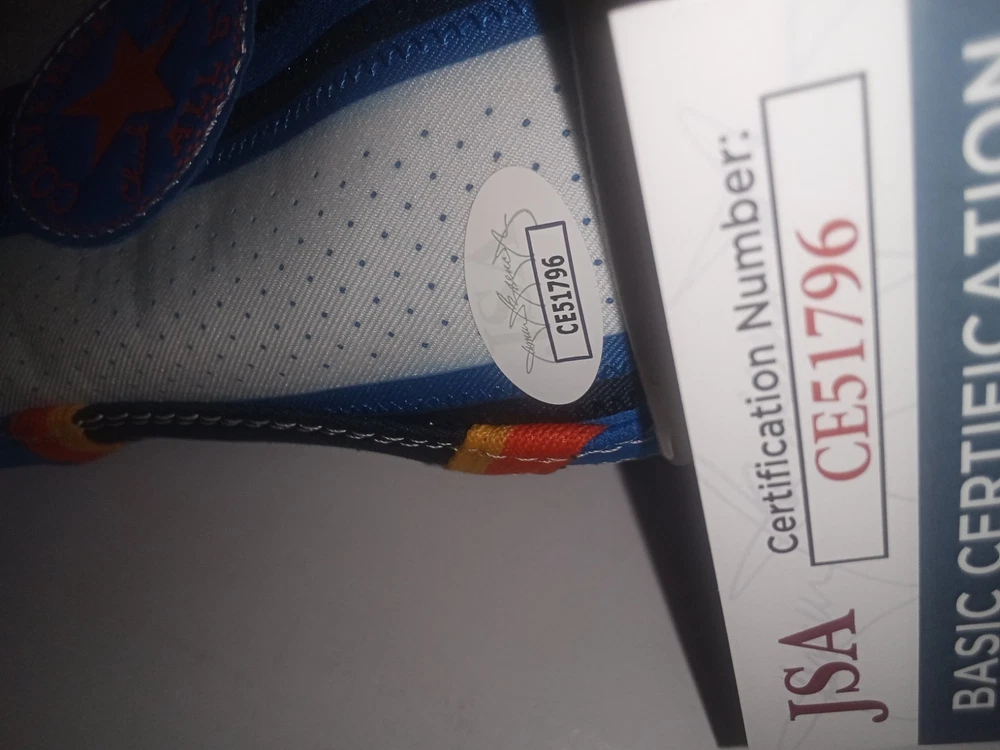 CE51796
Certification Number:
CE51796
JSA
BASIC CERTIFICATION